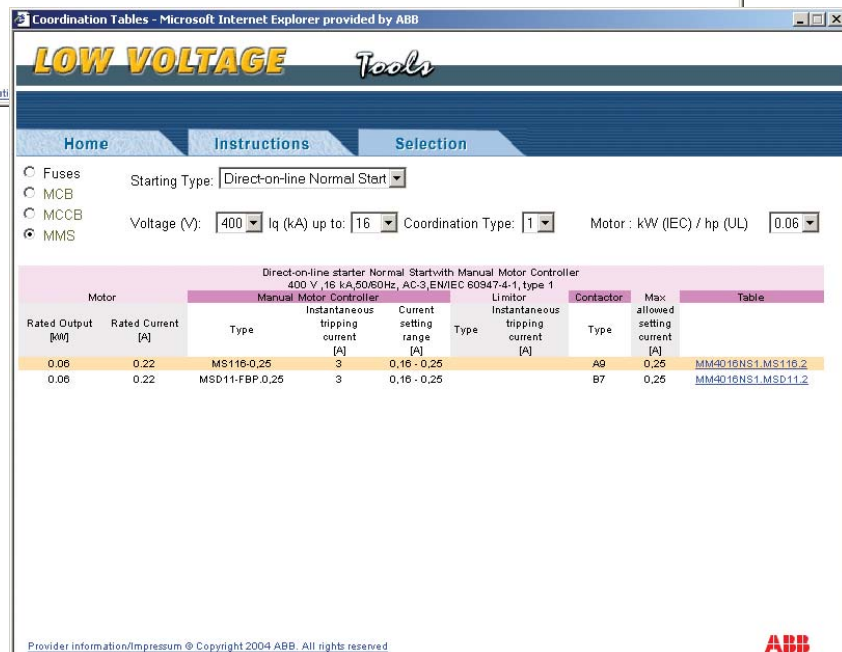 Coordination Tables - Microsoft Internet Explorer provided by ABB
LOW VOLTAGE Tools
Home Instructions Selection
Fuses
MCB
MCCB
MMS
Starting Type: Direct-on-line Normal Start
Voltage (V): 400 Iq (kA) up to: 16 Coordination Type: 1 Motor : kW (IEC) / hp (UL) 0.06
Direct-on-line starter Normal Startwith Manual Motor Controller
400 V ,16 kA,50/60Hz, AC-3,EN/IEC 60947-4-1, type 1
Motor Manual Motor Controller Limitor Contactor Max allowed setting current [A] Table
Rated Output [kW] Rated Current [A] Type Instantaneous tripping current [A] Current setting range [A] Type Instantaneous tripping current [A] Type
0.06 0.22 MS116-0,25 3 0,16 - 0,25 A9 0,25 MM4016NS1.MS116.2
0.06 0.22 MSD11-FBP.0,25 3 0,16 - 0,25 B7 0,25 MM4016NS1.MSD11.2
Provider information/Impressum © Copyright 2004 ABB. All rights reserved
ABB